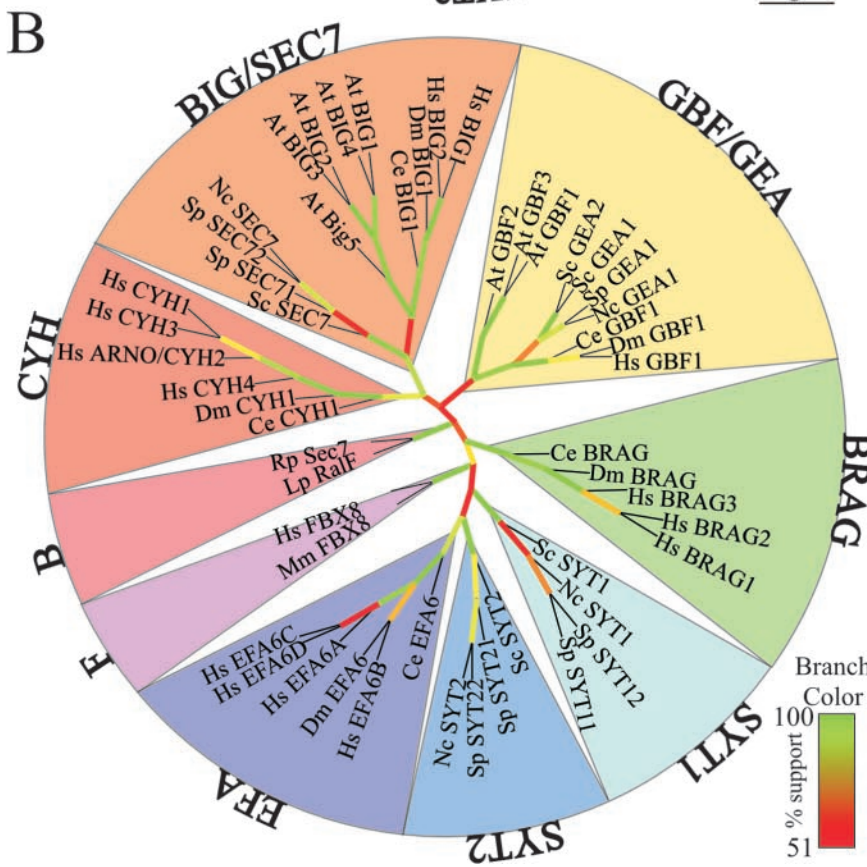 B
BIG/SEC7
At BIG3
At BIG2
At BIG4
At BIG1
At Big5
Ce BIG1
Dm BIG1
Hs BIG2
Hs BIG1
Nc SEC7
Sp SEC72
Sp SEC71
Sc SEC7
GBF/GEA
At GBF2
At GBF3
At GBF1
Sc GEA2
Sc GEA1
Sp GEA1
Nc GEA1
Ce GBF1
Dm GBF1
Hs GBF1
CYH
Hs CYH1
Hs CYH3
Hs ARNO/CYH2
Hs CYH4
Dm CYH1
Ce CYH1
B
Rp Sec7
Lp RalF
F
Hs FBX8
Mm FBX8
BRAG
Ce BRAG
Dm BRAG
Hs BRAG3
Hs BRAG2
Hs BRAG1
SYT1
Sc SYT1
Nc SYT1
Sp SYT12
Sp SYT11
SYT2
Sc SYT2
Sp SYT21
Sp SYT22
Nc SYT2
EFA
Hs EFA6C
Hs EFA6D
Hs EFA6A
Dm EFA6
Hs EFA6B
Ce EFA6
Branch
Color
100
% support
51